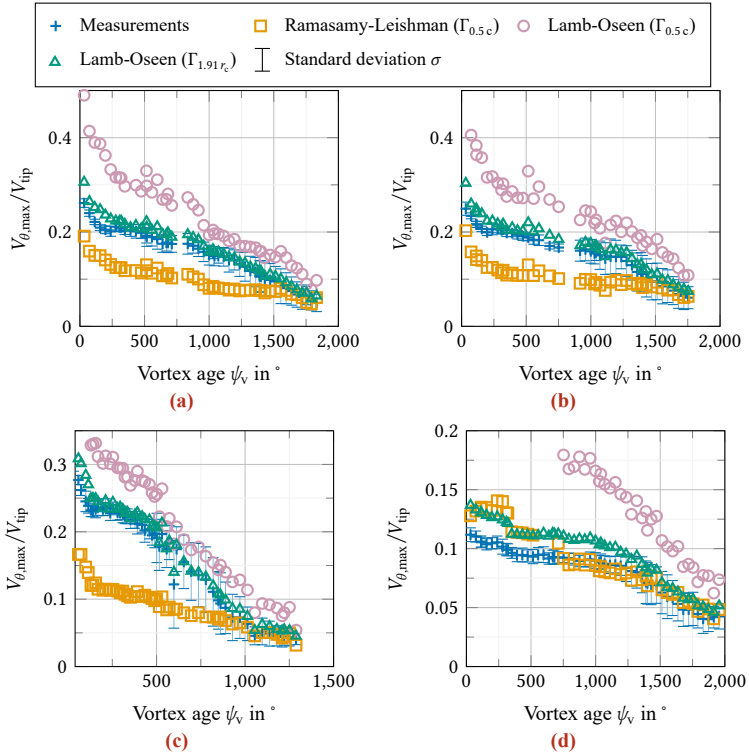 Measurements Ramasamy-Leishman (Γ0.5 c) Lamb-Oseen (Γ0.5 c)
Lamb-Oseen (Γ1.91 rc) Standard deviation σ
0.4
0.2
0
0 500 1,000 1,500 2,000
Vθ,max/Vtip
Vortex age ψv in °
(a)
0.4
0.2
0
0 500 1,000 1,500 2,000
Vortex age ψv in °
(b)
0.3
0.2
0.1
0
500 1,000 1,500
Vθ,max/Vtip
Vortex age ψv in °
(c)
0.2
0.15
0.1
0.05
0
0 500 1,000 1,500 2,000
Vθ,max/Vtip
Vortex age ψv in °
(d)